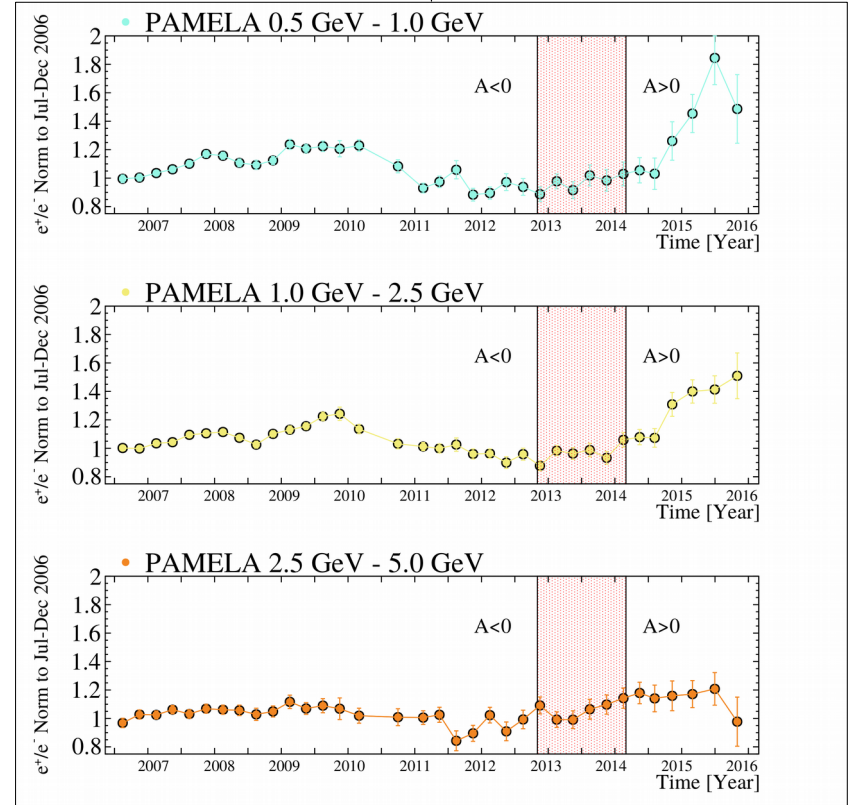 PAMELA 0.5 GeV - 1.0 GeV
e⁺/e⁻ Norm to Jul-Dec 2006
2
1.8
1.6
1.4
1.2
1
0.8
A<0
A>0
2007 2008 2009 2010 2011 2012 2013 2014 2015 2016
Time [Year]
PAMELA 1.0 GeV - 2.5 GeV
e⁺/e⁻ Norm to Jul-Dec 2006
2
1.8
1.6
1.4
1.2
1
0.8
A<0
A>0
2007 2008 2009 2010 2011 2012 2013 2014 2015 2016
Time [Year]
PAMELA 2.5 GeV - 5.0 GeV
e⁺/e⁻ Norm to Jul-Dec 2006
2
1.8
1.6
1.4
1.2
1
0.8
A<0
A>0
2007 2008 2009 2010 2011 2012 2013 2014 2015 2016
Time [Year]